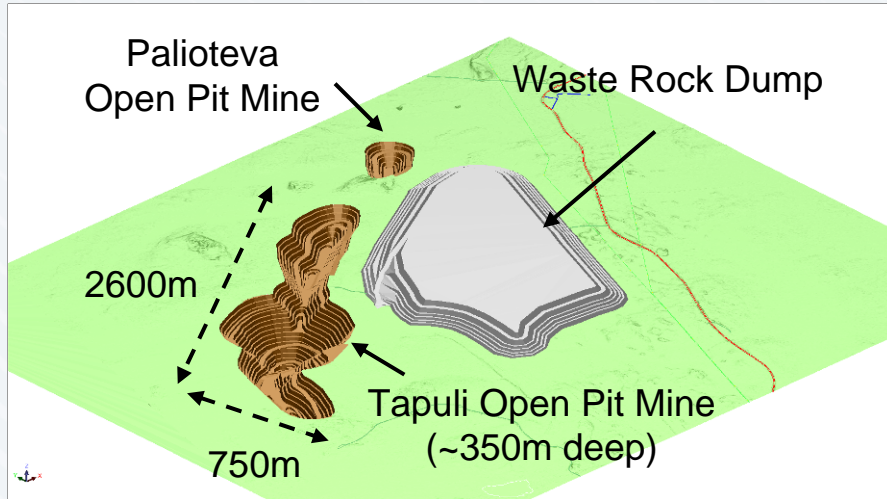 Palioteva
Open Pit Mine
Waste Rock Dump
2600m
Tapuli Open Pit Mine
(~350m deep)
750m